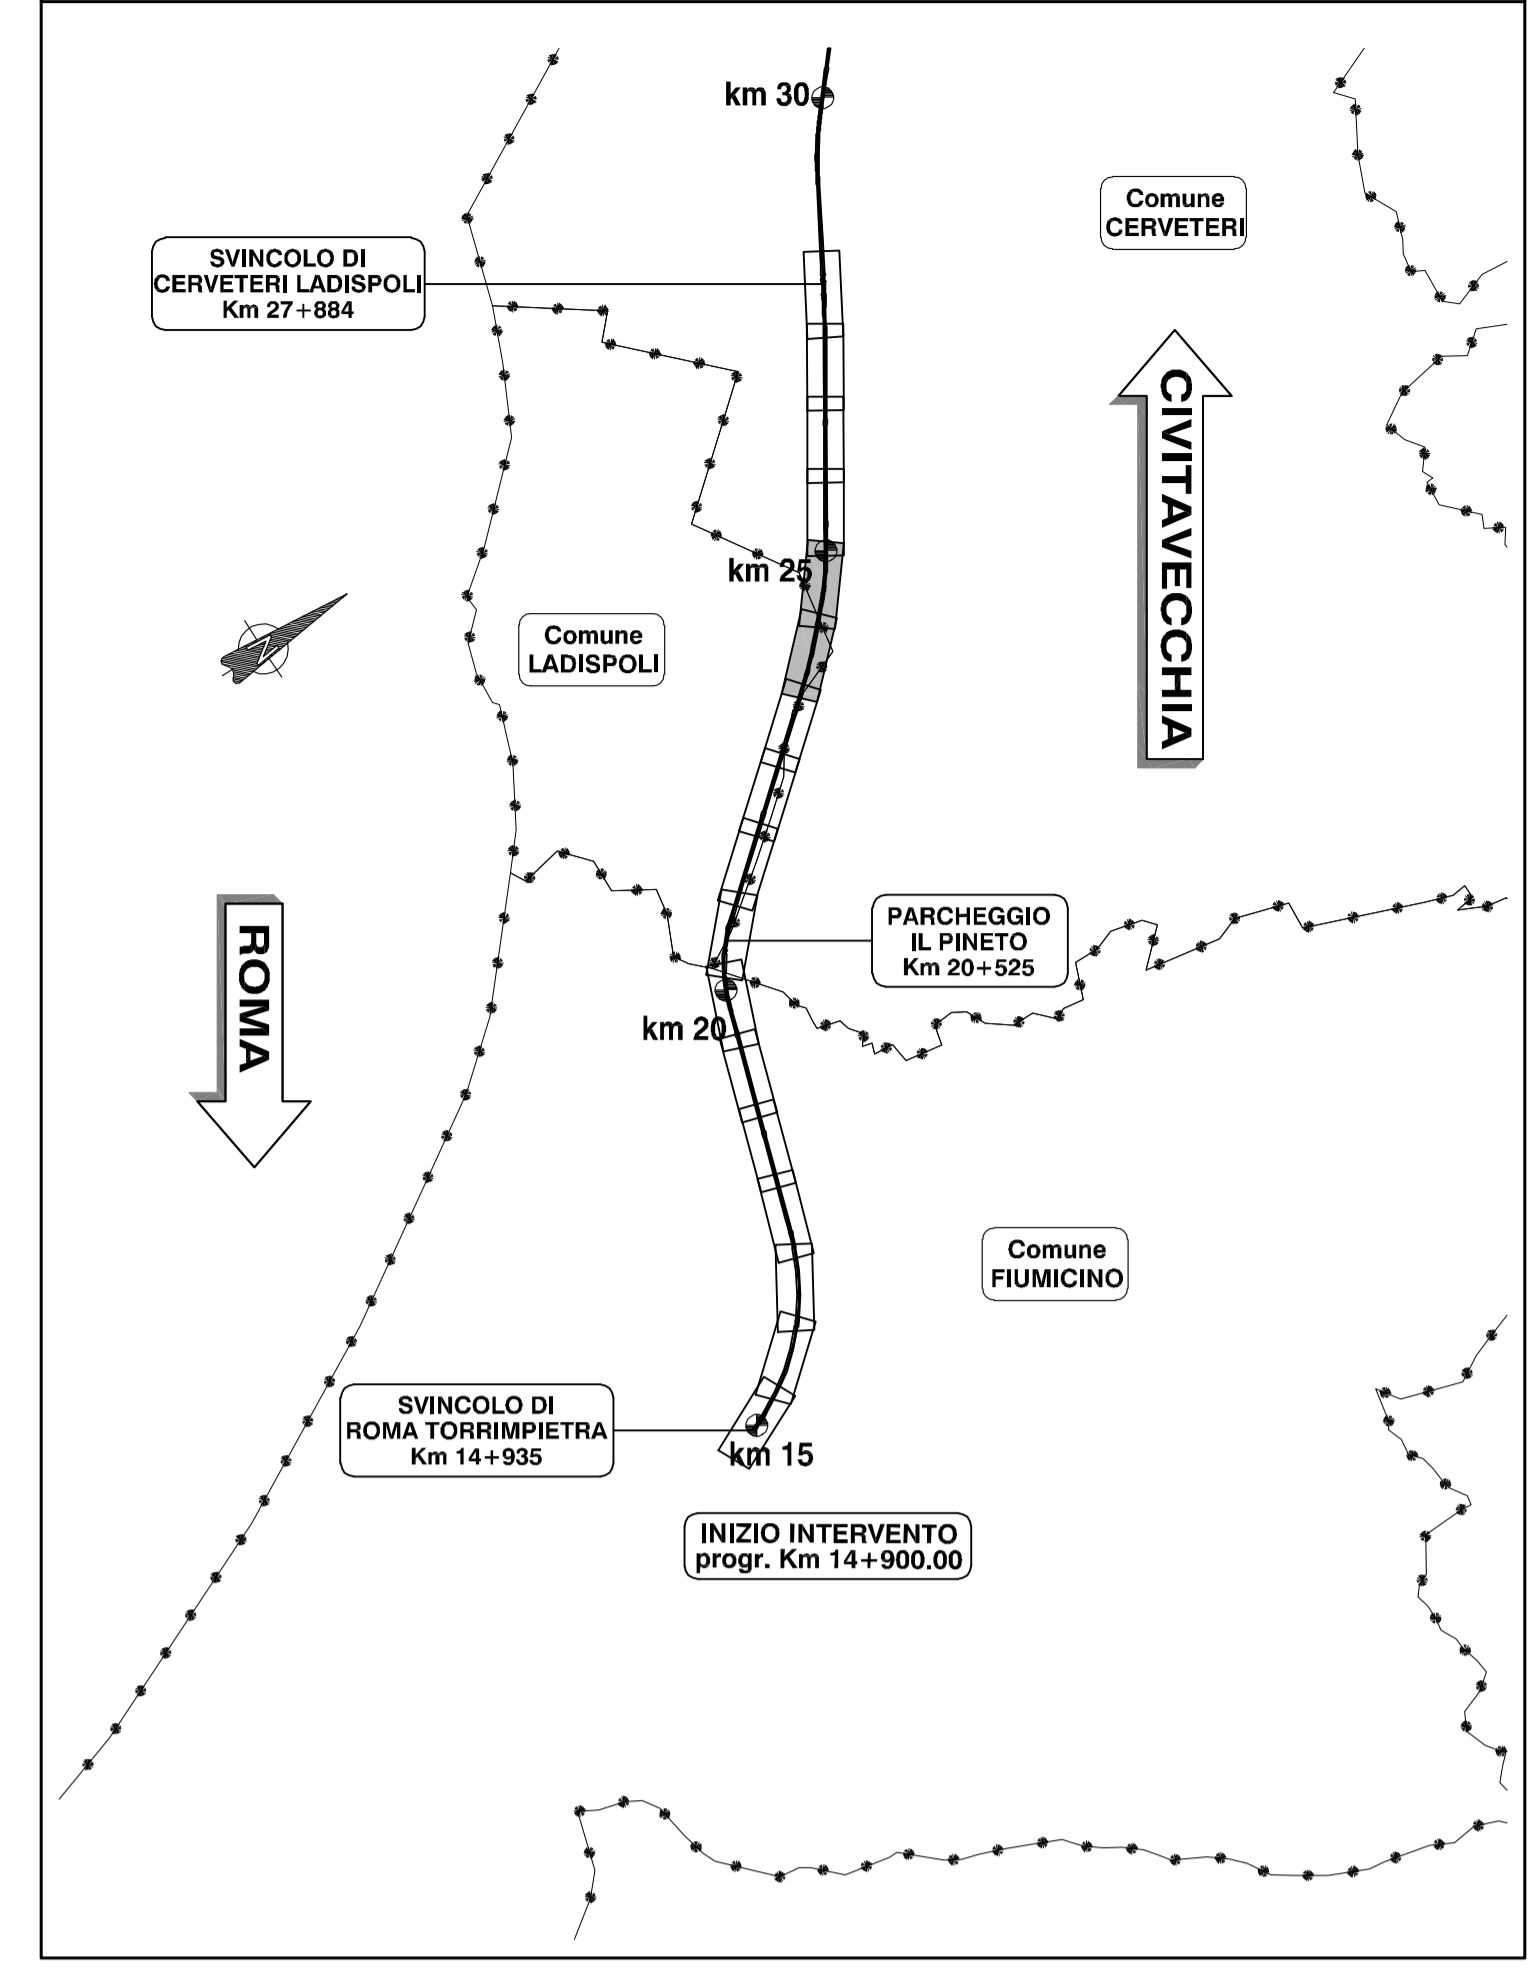 km 30
Comune
CERVETERI
SVINCOLO DI
CERVETERI LADISPOLI
Km 27+884
CIVITAVECCHIA
km 25
Comune
LADISPOLI
Z
ROMA
PARCHEGGIO
IL PINETO
Km 20+525
km 20
Comune
FIUMICINO
SVINCOLO DI
ROMA TORRIMPIETRA
Km 14+935
km 15
INIZIO INTERVENTO
progr. Km 14+900.00